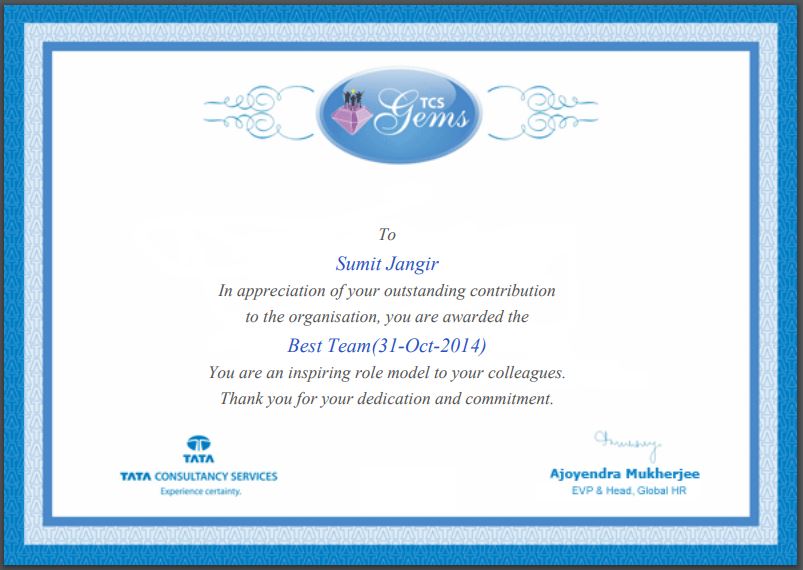 TCS
Gems
To
Sumit Jangir
In appreciation of your outstanding contribution
to the organisation, you are awarded the
Best Team(31-Oct-2014)
You are an inspiring role model to your colleagues.
Thank you for your dedication and commitment.
TATA
TATA CONSULTANCY SERVICES
Experience certainty.
Ajoyendra Mukherjee
EVP & Head, Global HR